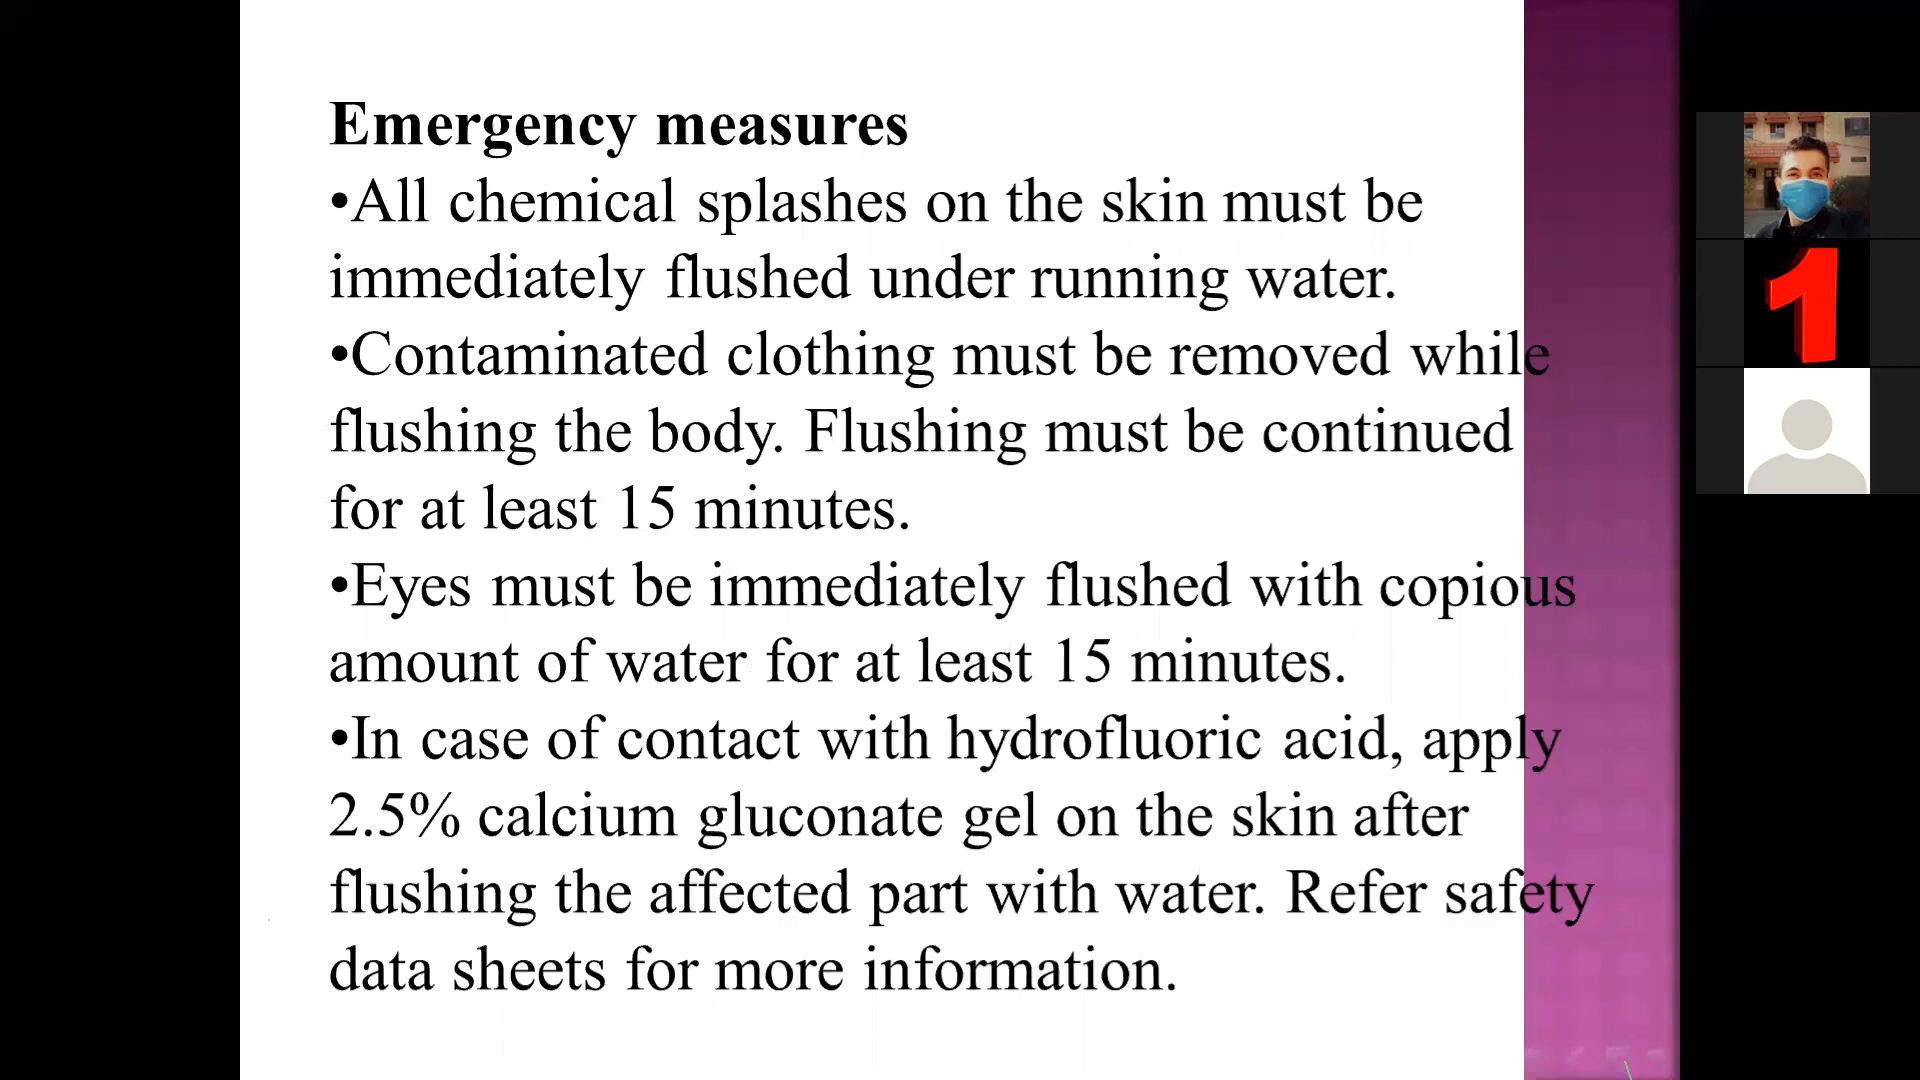 Emergency measures
•All chemical splashes on the skin must be
immediately flushed under running water.
•Contaminated clothing must be removed while
flushing the body. Flushing must be continued
for at least 15 minutes.
•Eyes must be immediately flushed with copious
amount of water for at least 15 minutes.
•In case of contact with hydrofluoric acid, apply
2.5% calcium gluconate gel on the skin after
flushing the affected part with water. Refer safety
data sheets for more information.
1